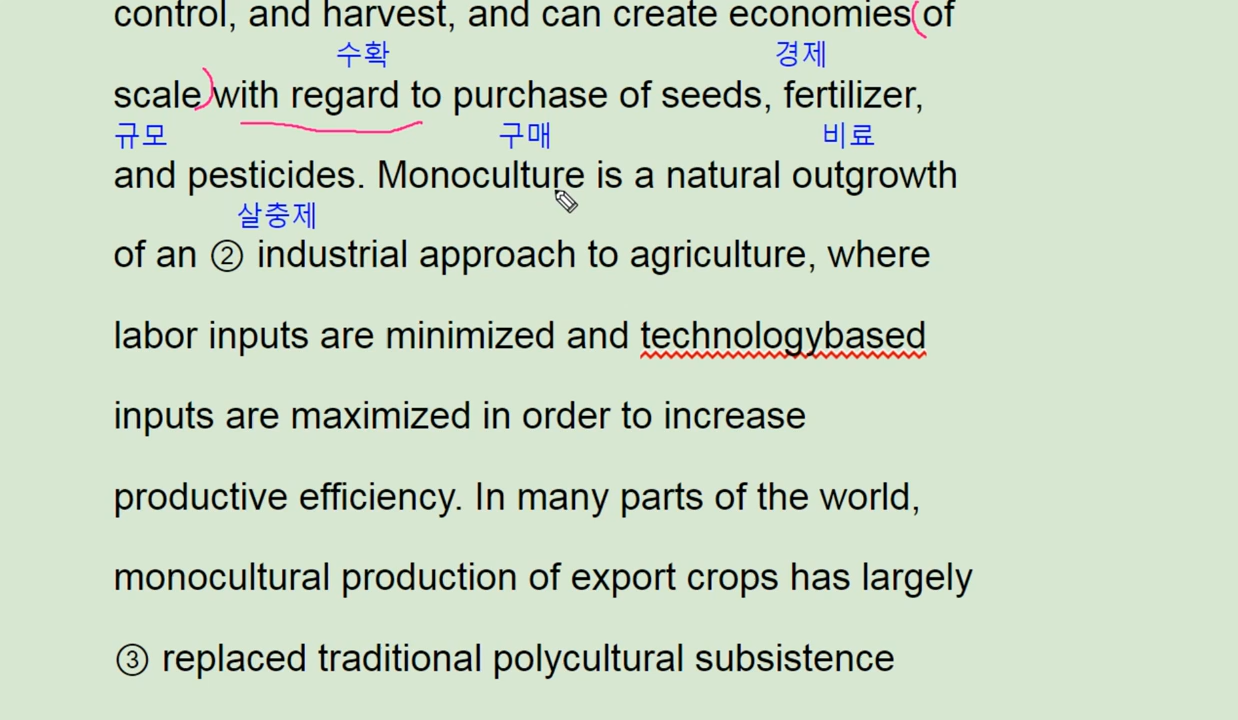 control, and harvest, and can create economies of
수확 경제
scale with regard to purchase of seeds, fertilizer,
규모 구매 비료
and pesticides. Monoculture is a natural outgrowth
살충제
of an ② industrial approach to agriculture, where
labor inputs are minimized and technologybased
inputs are maximized in order to increase
productive efficiency. In many parts of the world,
monocultural production of export crops has largely
③ replaced traditional polycultural subsistence